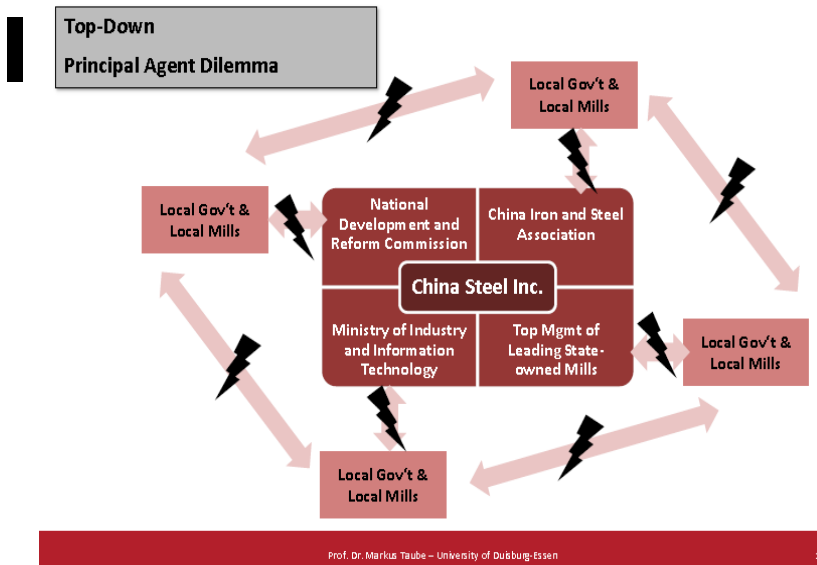 Top-Down
Principal Agent Dilemma
Local Gov‘t &
Local Mills
Local Gov‘t &
Local Mills
National
Development and
Reform Commission
China Iron and Steel
Association
China Steel Inc.
Ministry of Industry
and Information
Technology
Top Mgmt of
Leading State-
owned Mills
Local Gov‘t &
Local Mills
Local Gov‘t &
Local Mills
Prof. Dr. Markus Taube – University of Duisburg-Essen